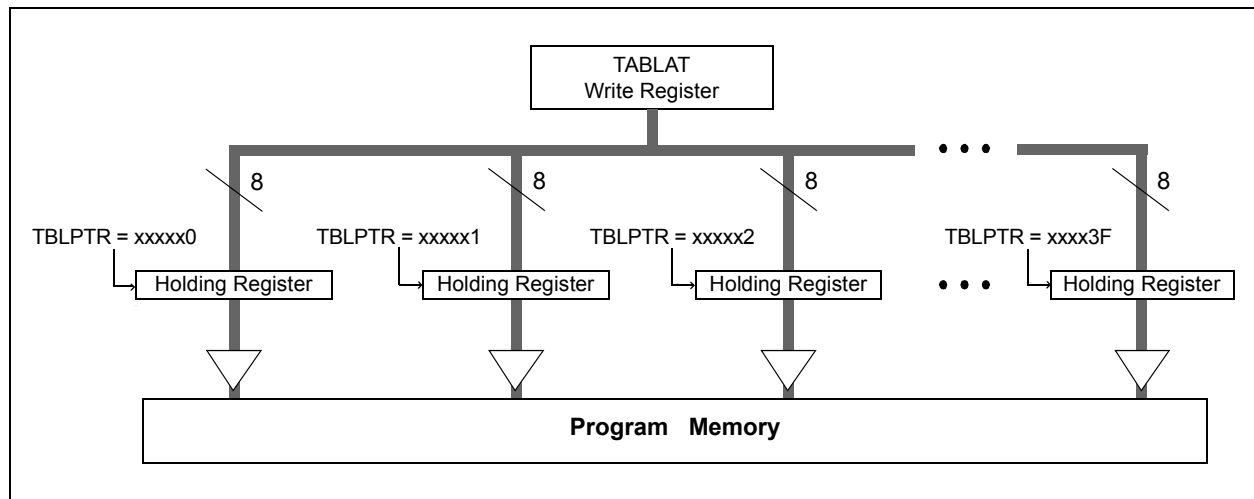 TABLAT
Write Register
• • •
8
8
8
8
TBLPTR = xxxxx0
TBLPTR = xxxxx1
TBLPTR = xxxxx2
TBLPTR = xxxx3F
Holding Register
Holding Register
Holding Register
• • •
Holding Register
Program Memory